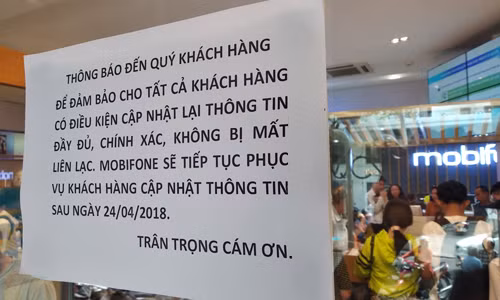 THÔNG BÁO ĐẾN QUÝ KHÁCH HÀNG
ĐỂ ĐẢM BẢO CHO TẤT CẢ KHÁCH HÀNG
CÓ ĐIỀU KIỆN CẬP NHẬT LẠI THÔNG TIN
ĐẦY ĐỦ, CHÍNH XÁC, KHÔNG BỊ MẤT
LIÊN LẠC. MOBIFONE SẼ TIẾP TỤC PHỤC
VỤ KHÁCH HÀNG CẬP NHẬT THÔNG TIN
SAU NGÀY 24/04/2018.
TRÂN TRỌNG CÁM ƠN.
mobifo